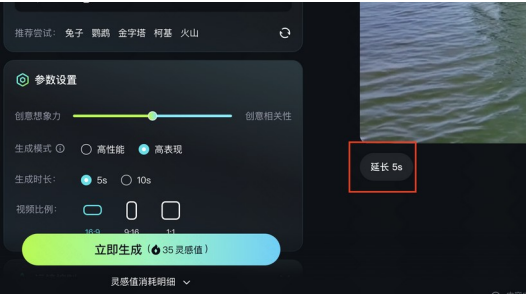 推荐尝试: 兔子 鹦鹉 金字塔 柯基 火山
参数设置
创意想象力 创意相关性
生成模式 高性能 高表现
生成时长: 5s 10s
视频比例:
16:9 9:16 1:1
立即生成 (35 灵感值)
灵感值消耗明细
延长 5s